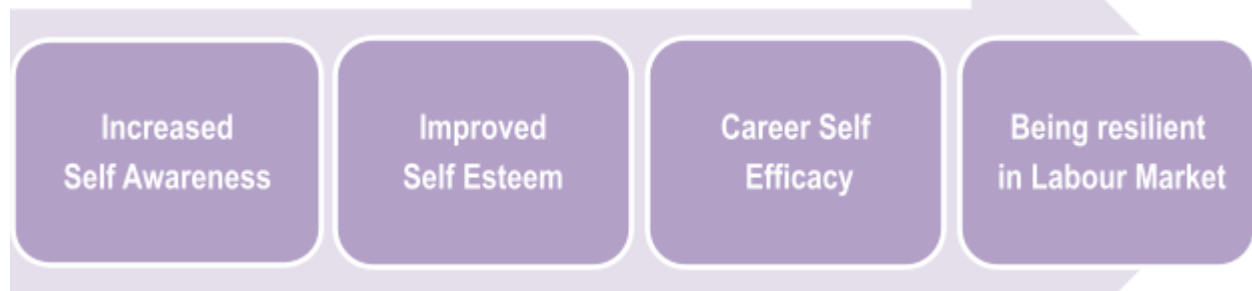 Increased
Self Awareness
Improved
Self Esteem
Career Self
Efficacy
Being resilient
in Labour Market